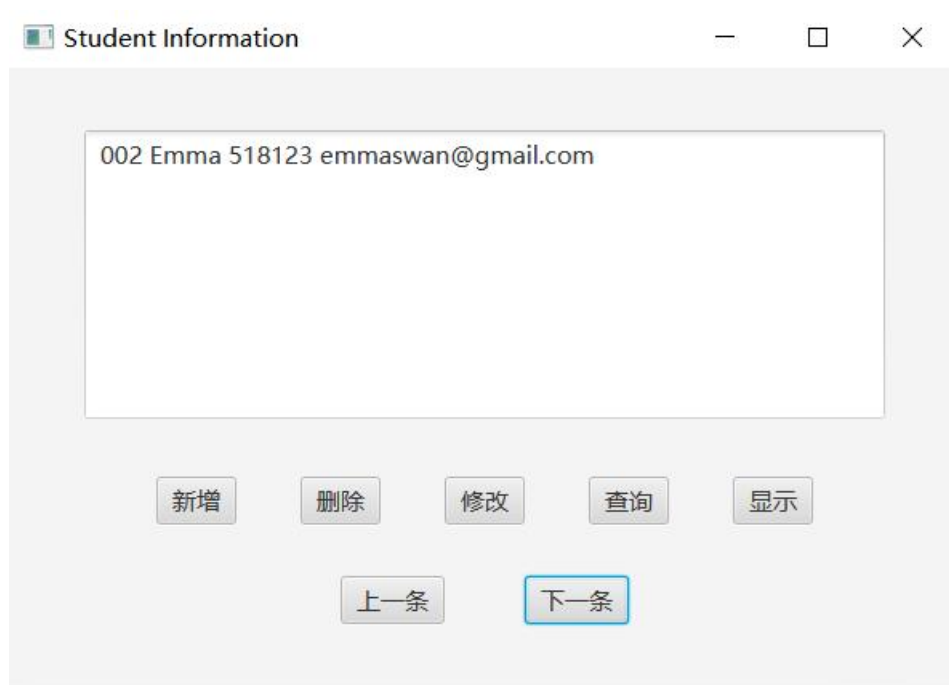 Student Information
002 Emma 518123 emmaswan@gmail.com
新增 删除 修改 查询 显示
上一条 下一条